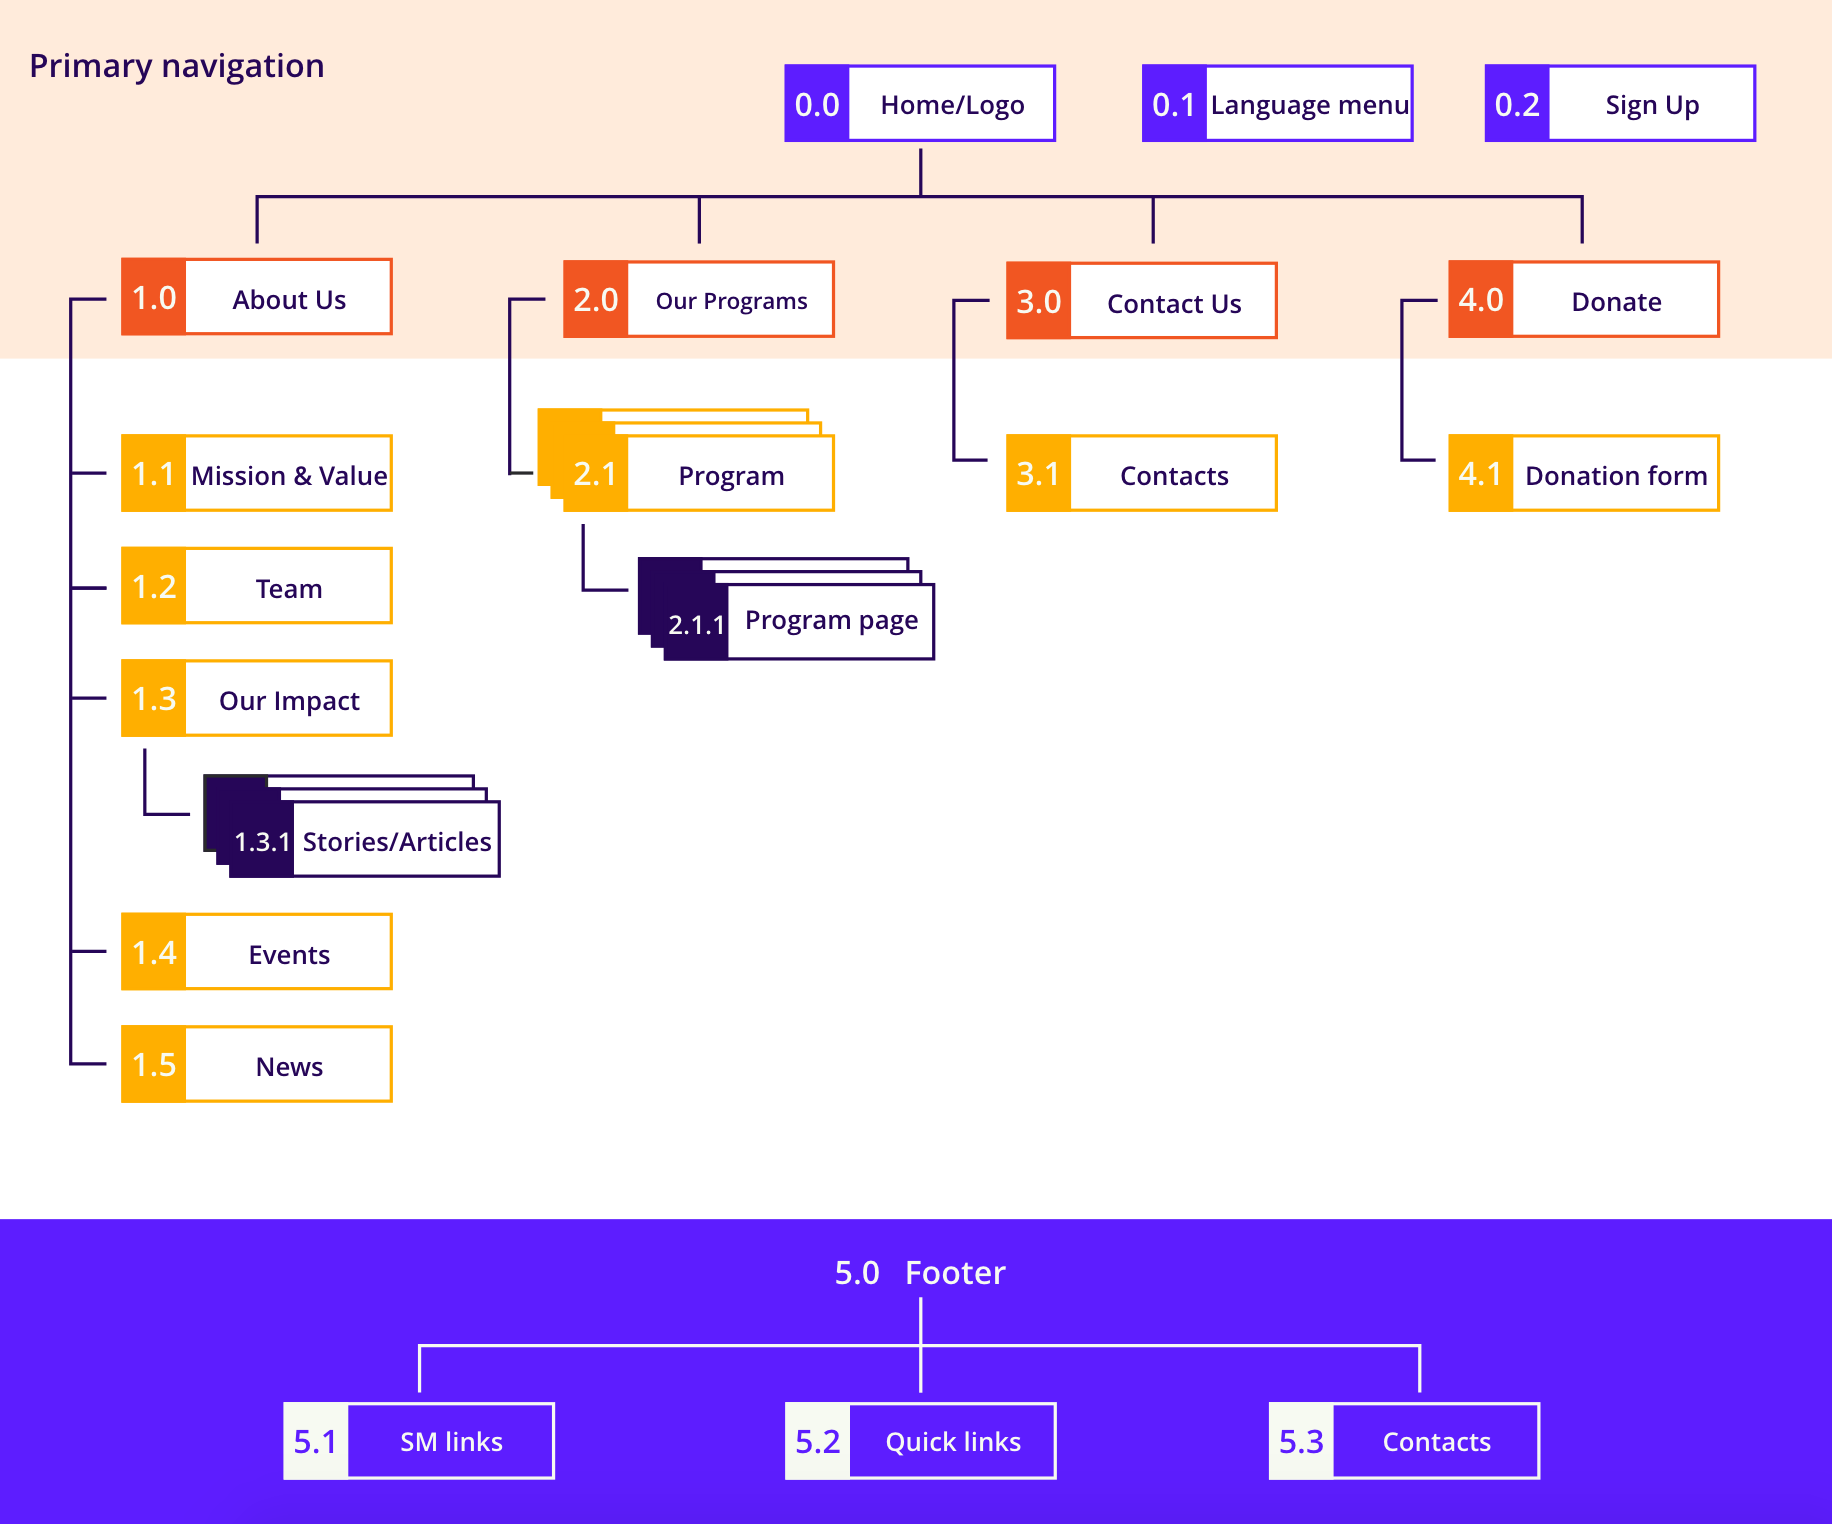 Primary navigation
0.0 Home/Logo
0.1 Language menu
0.2 Sign Up
1.0 About Us
2.0 Our Programs
3.0 Contact Us
4.0 Donate
1.1 Mission & Value
2.1 Program
3.1 Contacts
4.1 Donation form
1.2 Team
2.1.1 Program page
1.3 Our Impact
1.3.1 Stories/Articles
1.4 Events
1.5 News
5.0 Footer
5.1 SM links
5.2 Quick links
5.3 Contacts